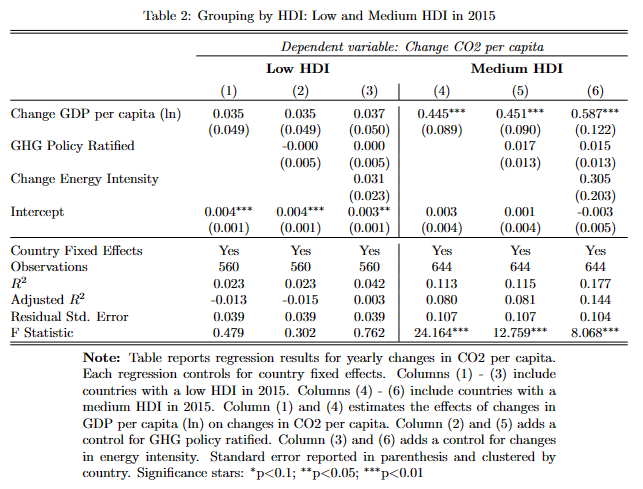 Table 2: Grouping by HDI: Low and Medium HDI in 2015
Dependent variable: Change CO2 per capita
Low HDI Medium HDI
(1) (2) (3) (4) (5) (6)
Change GDP per capita (ln) 0.035 0.035 0.037 0.445*** 0.451*** 0.587***
(0.049) (0.049) (0.050) (0.089) (0.090) (0.122)
GHG Policy Ratified -0.000 0.000 0.017 0.015
(0.005) (0.005) (0.013) (0.013)
Change Energy Intensity 0.031 0.305
(0.023) (0.203)
Intercept 0.004*** 0.004*** 0.003** 0.003 0.001 -0.003
(0.001) (0.001) (0.001) (0.004) (0.004) (0.005)
Country Fixed Effects Yes Yes Yes Yes Yes Yes
Observations 560 560 560 644 644 644
R² 0.023 0.023 0.042 0.113 0.115 0.177
Adjusted R² -0.013 -0.015 0.003 0.080 0.081 0.144
Residual Std. Error 0.039 0.039 0.039 0.107 0.107 0.104
F Statistic 0.479 0.302 0.762 24.164*** 12.759*** 8.068***
Note: Table reports regression results for yearly changes in CO2 per capita.
Each regression controls for country fixed effects. Columns (1) - (3) include
countries with a low HDI in 2015. Columns (4) - (6) include countries with a
medium HDI in 2015. Column (1) and (4) estimates the effects of changes in
GDP per capita (ln) on changes in CO2 per capita. Column (2) and (5) adds a
control for GHG policy ratified. Column (3) and (6) adds a control for changes
in energy intensity. Standard error reported in parenthesis and clustered by
country. Significance stars: *p<0.1; **p<0.05; ***p<0.01